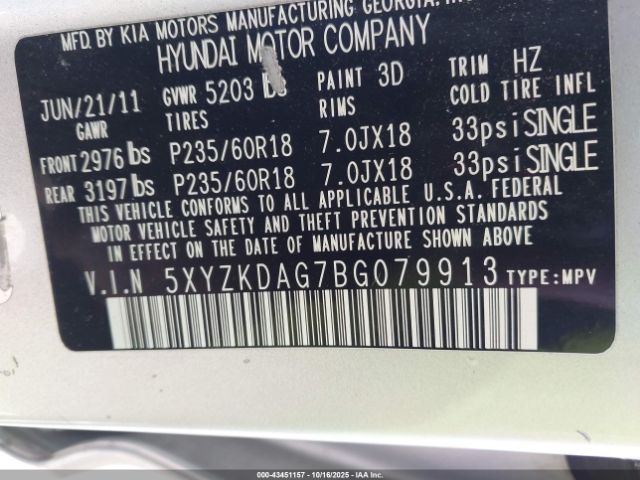 MFD. BY KIA MOTORS MANUFACTURING GEORGIA, INC
HYUNDAI MOTOR COMPANY
JUN/21/11 GVWR 5203 lbs PAINT 3D TRIM HZ
GAWR TIRES RIMS COLD TIRE INFL
FRONT 2976 lbs P235/60R18 7.0JX18 33psi SINGLE
REAR 3197 lbs P235/60R18 7.0JX18 33psi SINGLE
THIS VEHICLE CONFORMS TO ALL APPLICABLE U.S.A. FEDERAL
MOTOR VEHICLE SAFETY AND THEFT PREVENTION STANDARDS
IN EFFECT ON THE DATE OF MANUFACTURE SHOWN ABOVE
V.I.N 5XYZKDAG7BG079913 TYPE:MPV
000-43451157 - 10/16/2025 - IAA, Inc.